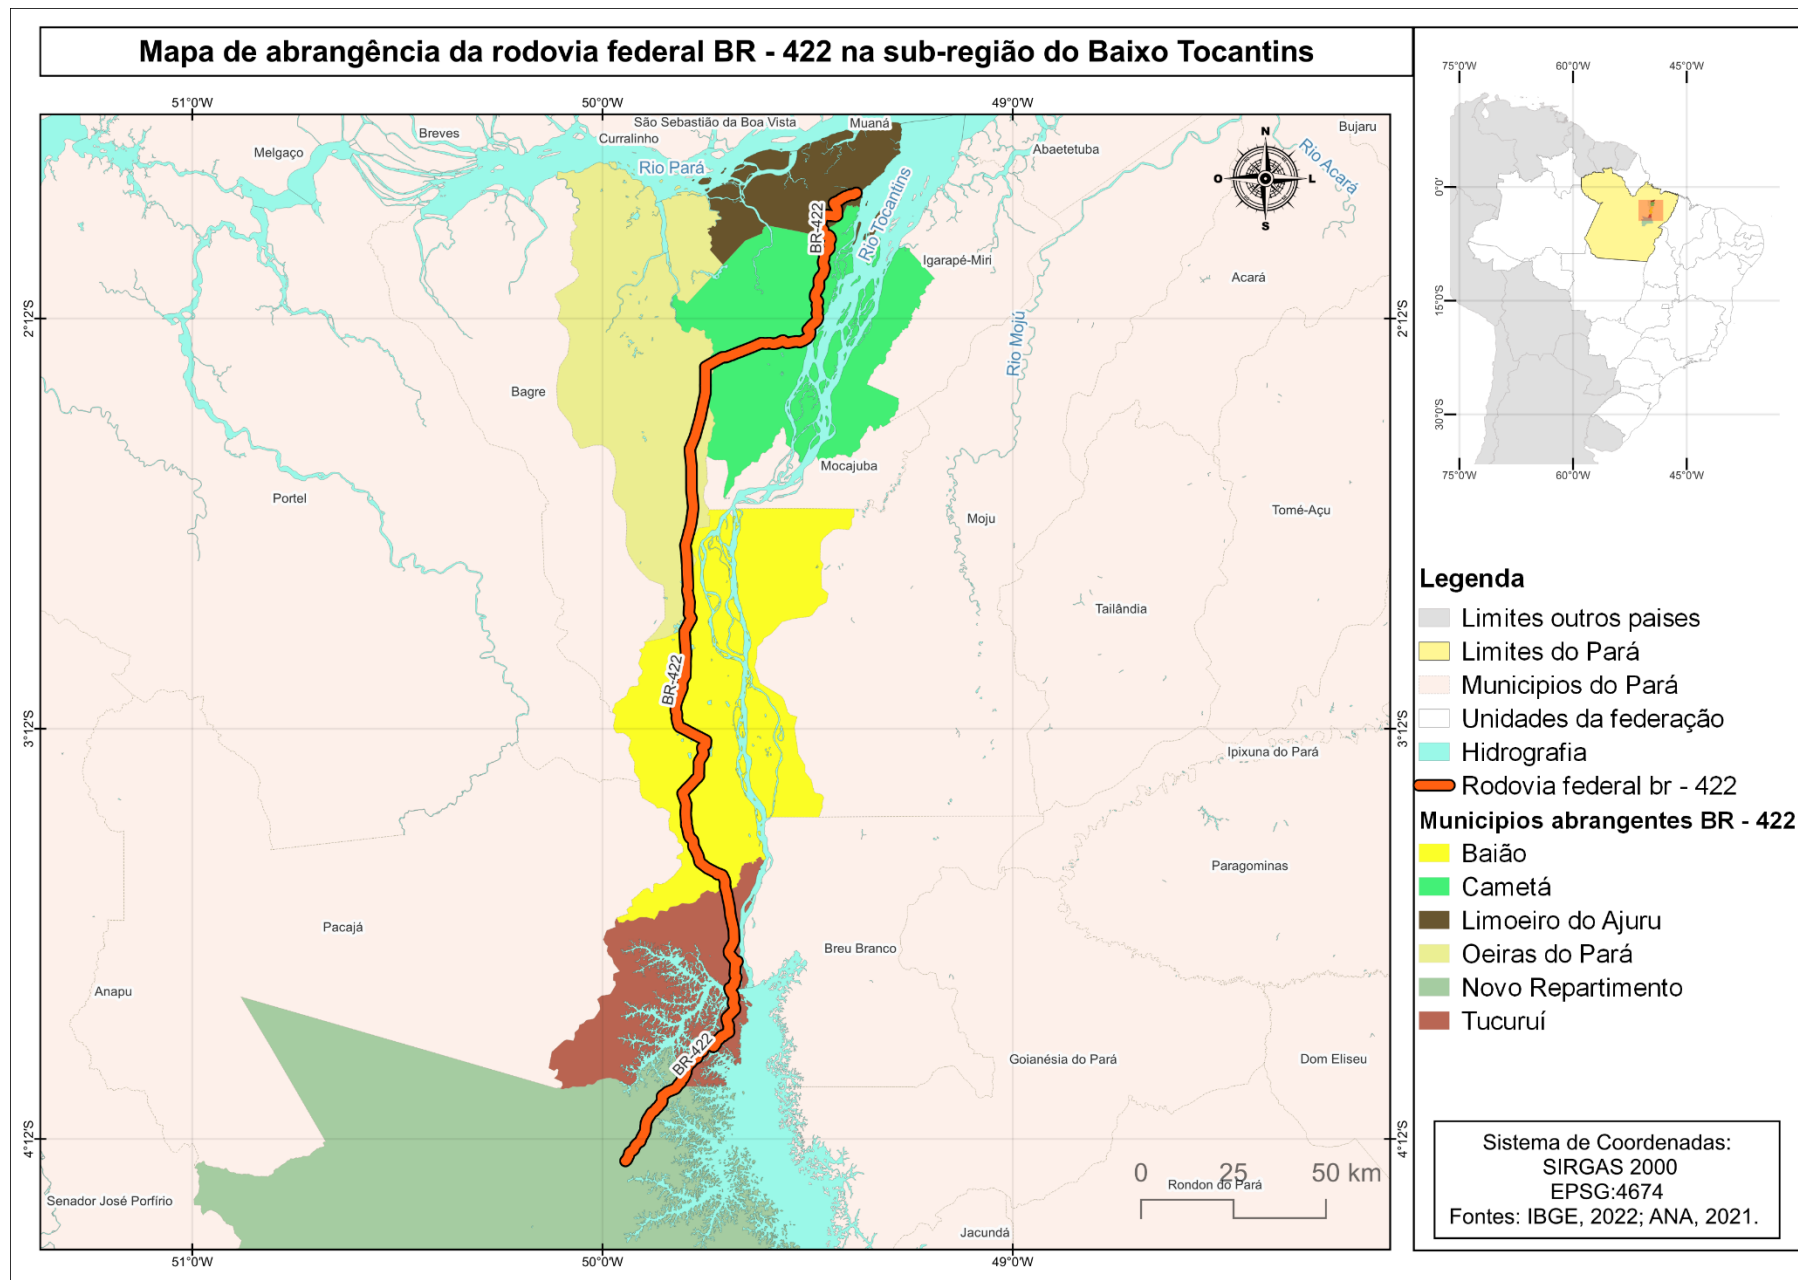 Mapa de abrangência da rodovia federal BR - 422 na sub-região do Baixo Tocantins
51°0'W
50°0'W
49°0'W
São Sebastião da Boa Vista
Muaná
Bujaru
Breves
Curralinho
Melgaço
Abaetetuba
Rio Pará
Rio Acará
N
O
L
S
BR-422
Rio Tocantins
Igarapé-Miri
Acará
2°12'S
2°12'S
Rio Mojú
Bagre
Mocajuba
Portel
Moju
Tomé-Açu
Tailândia
BR-422
3°12'S
3°12'S
Ipixuna do Pará
Paragominas
Pacajá
Breu Branco
Anapu
BR-422
Goianésia do Pará
Dom Eliseu
4°12'S
4°12'S
0 25 50 km
Rondon do Pará
Senador José Porfírio
Jacundá
51°0'W
50°0'W
49°0'W
75°0'W
60°0'W
45°0'W
0°0'
15°0'S
30°0'S
75°0'W
60°0'W
45°0'W
Legenda
Limites outros paises
Limites do Pará
Municipios do Pará
Unidades da federação
Hidrografia
Rodovia federal br - 422
Municipios abrangentes BR - 422
Baião
Cametá
Limoeiro do Ajuru
Oeiras do Pará
Novo Repartimento
Tucuruí
Sistema de Coordenadas:
SIRGAS 2000
EPSG:4674
Fontes: IBGE, 2022; ANA, 2021.